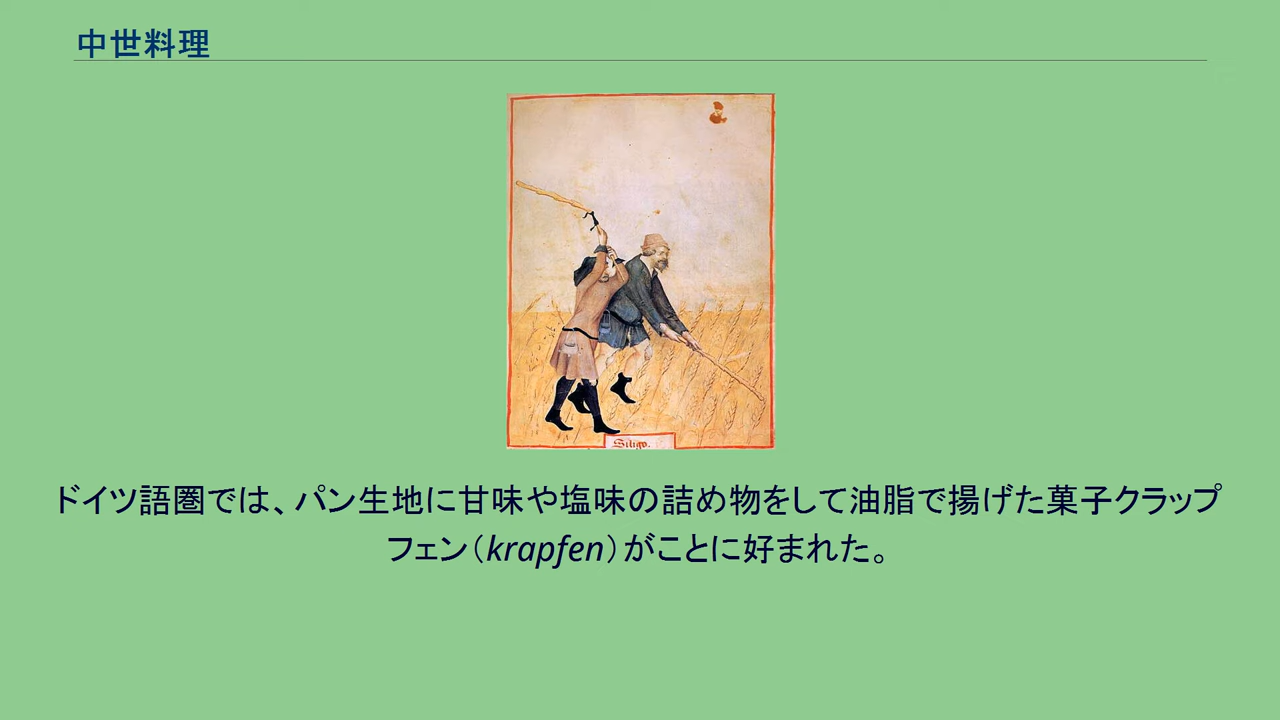 中世料理
Siligo.
ドイツ語圏では、パン生地に甘味や塩味の詰め物をして油脂で揚げた菓子クラップ
フェン（krapfen）がことに好まれた。